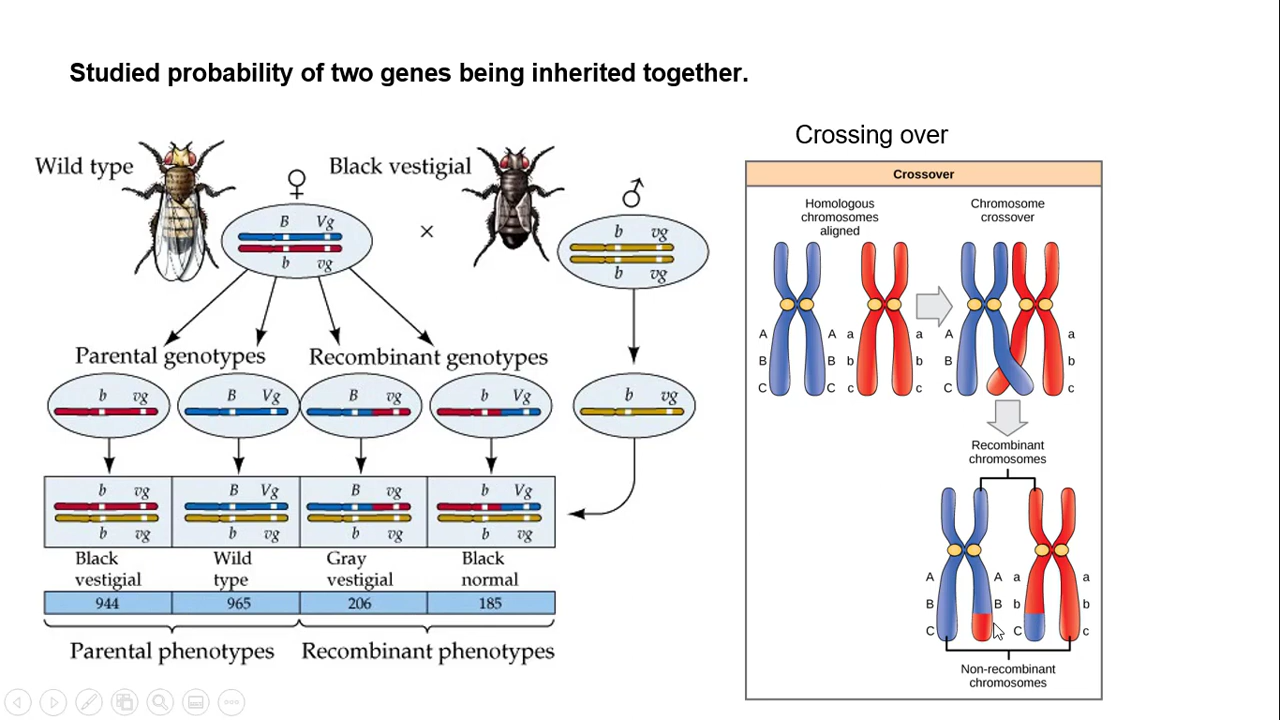 Studied probability of two genes being inherited together.
Wild type
♀
Black vestigial
♂
B Vg
b vg
×
b vg
b vg
Parental genotypes
Recombinant genotypes
b vg
B Vg
B vg
b Vg
b vg
b vg
B Vg
B vg
b Vg
b vg
b vg
b vg
b vg
Black
vestigial
Wild
type
Gray
vestigial
Black
normal
944
965
206
185
Parental phenotypes
Recombinant phenotypes
Crossing over
Crossover
Homologous
chromosomes
aligned
Chromosome
crossover
A A a a
B B b b
C C c c
A a
B b
C c
Recombinant
chromosomes
A A a a
B B b b
C C c
Non-recombinant
chromosomes